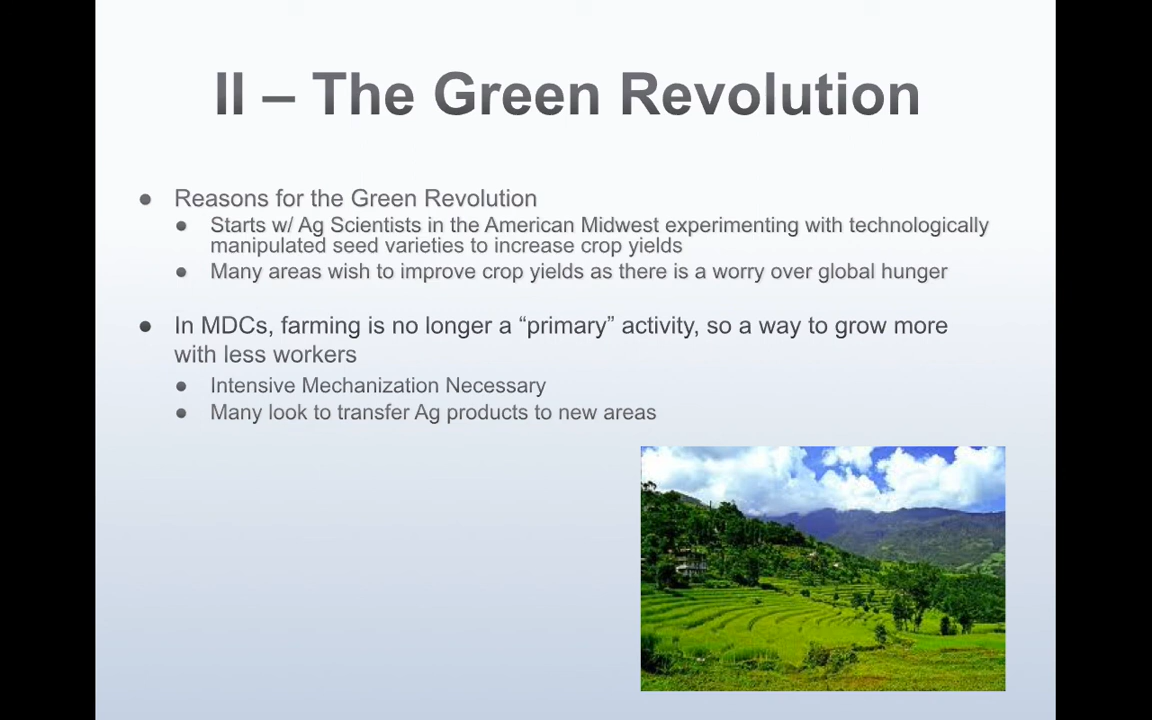 II – The Green Revolution
● Reasons for the Green Revolution
● Starts w/ Ag Scientists in the American Midwest experimenting with technologically
manipulated seed varieties to increase crop yields
● Many areas wish to improve crop yields as there is a worry over global hunger
● In MDCs, farming is no longer a “primary” activity, so a way to grow more
with less workers
● Intensive Mechanization Necessary
● Many look to transfer Ag products to new areas